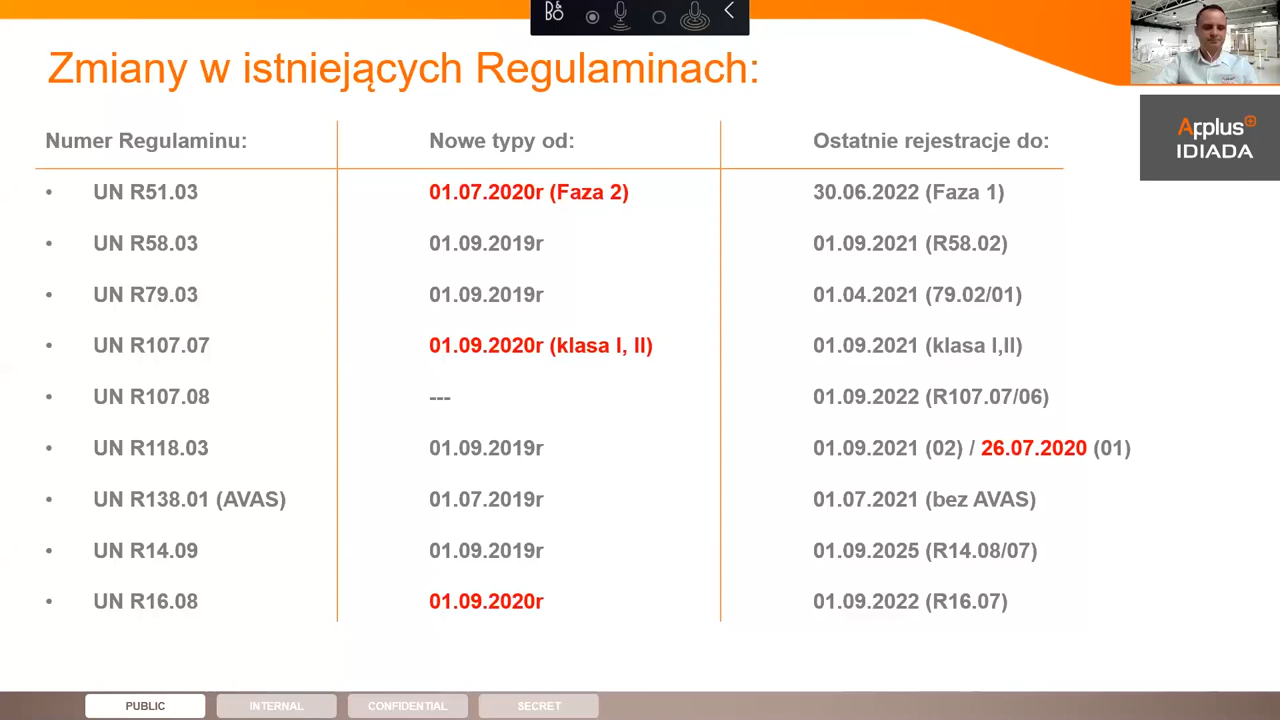 B&O
Zmiany w istniejących Regulaminach:
Applus+
IDIADA
Numer Regulaminu: Nowe typy od: Ostatnie rejestracje do:
• UN R51.03 01.07.2020r (Faza 2) 30.06.2022 (Faza 1)
• UN R58.03 01.09.2019r 01.09.2021 (R58.02)
• UN R79.03 01.09.2019r 01.04.2021 (79.02/01)
• UN R107.07 01.09.2020r (klasa I, II) 01.09.2021 (klasa I,II)
• UN R107.08 --- 01.09.2022 (R107.07/06)
• UN R118.03 01.09.2019r 01.09.2021 (02) / 26.07.2020 (01)
• UN R138.01 (AVAS) 01.07.2019r 01.07.2021 (bez AVAS)
• UN R14.09 01.09.2019r 01.09.2025 (R14.08/07)
• UN R16.08 01.09.2020r 01.09.2022 (R16.07)
PUBLIC INTERNAL CONFIDENTIAL SECRET